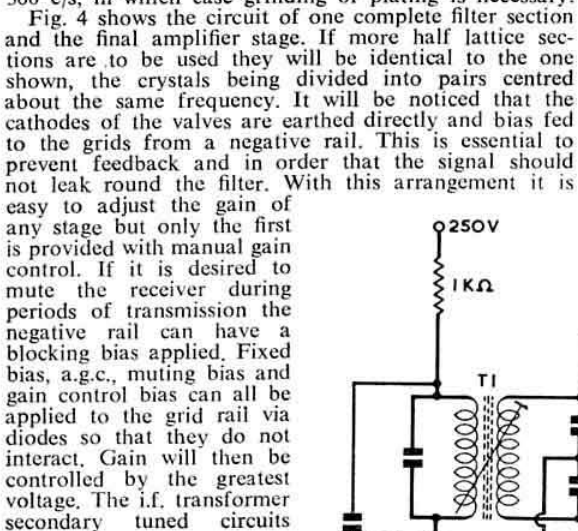 Fig. 4 shows the circuit of one complete filter section
and the final amplifier stage. If more half lattice sec-
tions are to be used they will be identical to the one
shown, the crystals being divided into pairs centred
about the same frequency. It will be noticed that the
cathodes of the valves are earthed directly and bias fed
to the grids from a negative rail. This is essential to
prevent feedback and in order that the signal should
not leak round the filter. With this arrangement it is
easy to adjust the gain of
any stage but only the first
is provided with manual gain
control. If it is desired to
mute the receiver during
periods of transmission the
negative rail can have a
blocking bias applied. Fixed
bias, a.g.c., muting bias and
gain control bias can all be
applied to the grid rail via
diodes so that they do not
interact. Gain will then be
controlled by the greatest
voltage. The i.f. transformer
secondary tuned circuits
250V
1KΩ
T1